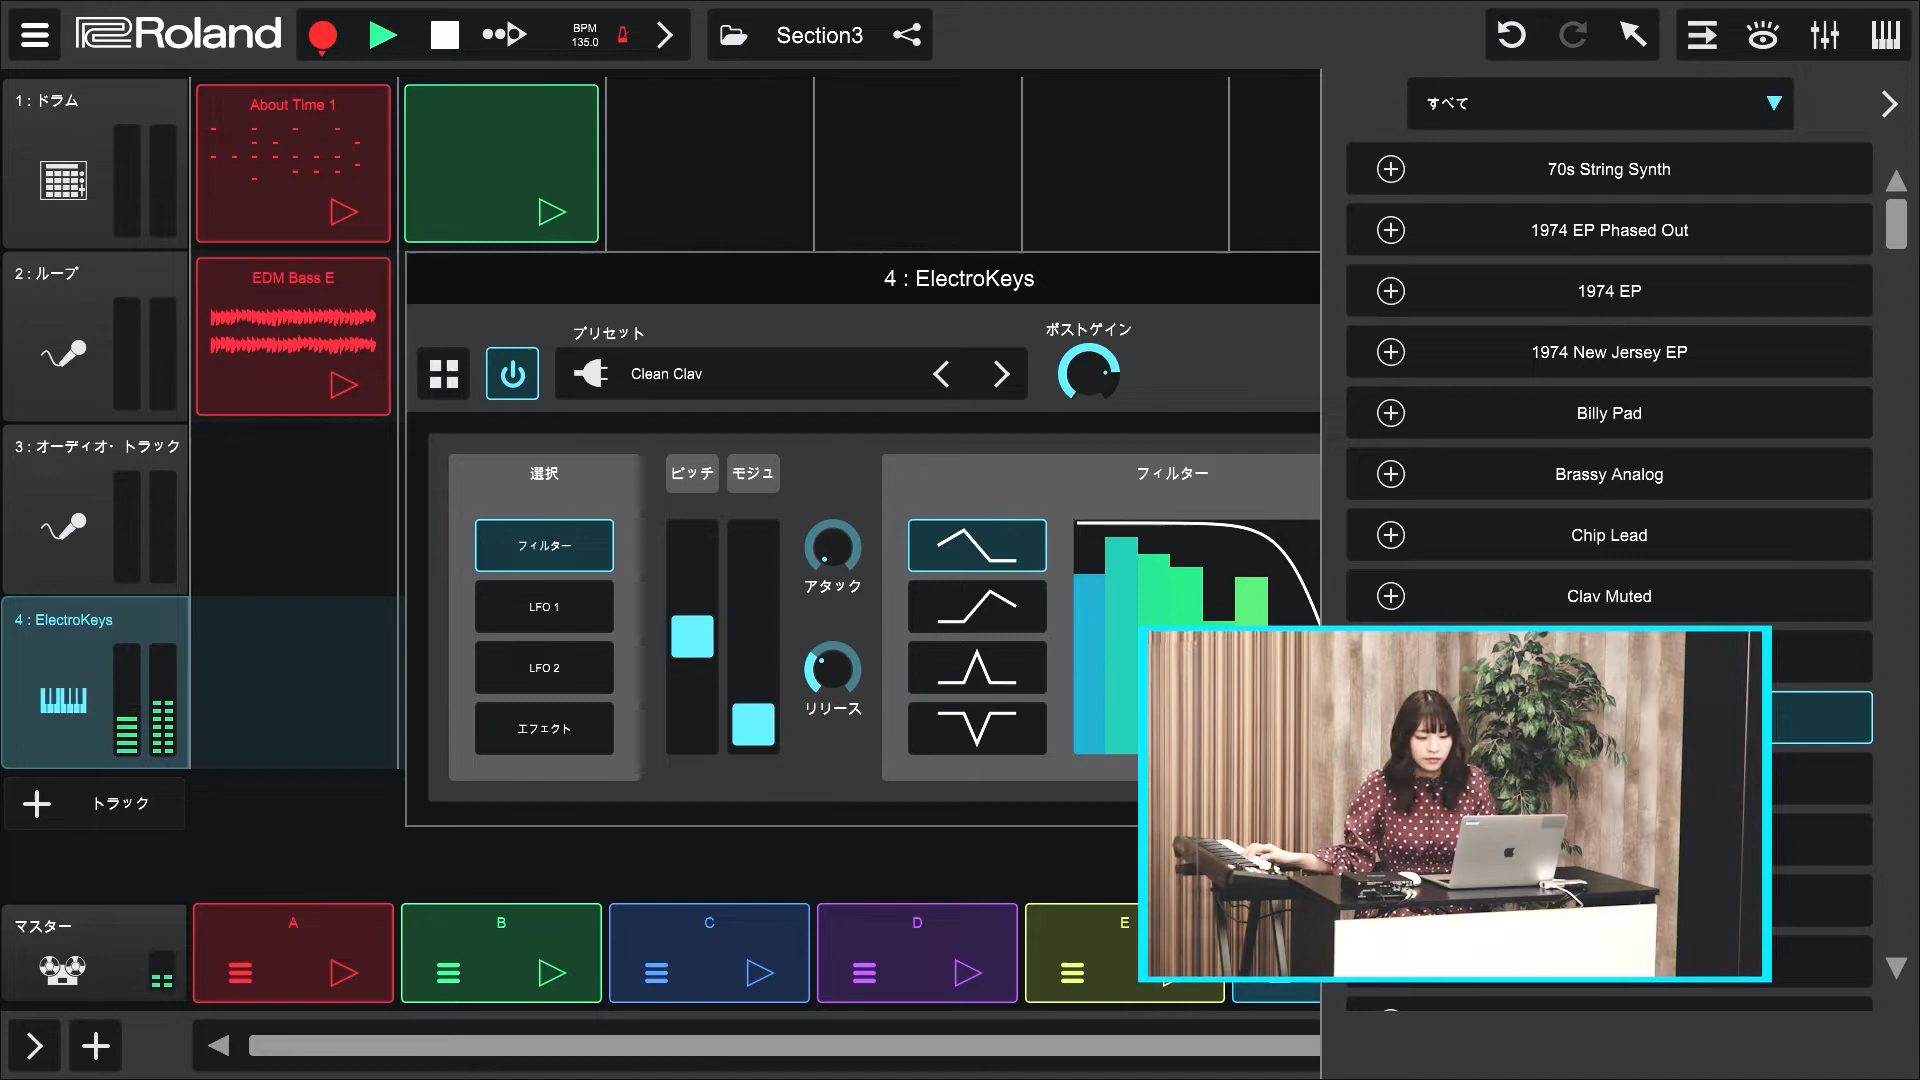 Roland
BPM
135.0
Section3
1 : ドラム
About Time 1
すべて
70s String Synth
1974 EP Phased Out
2 : ループ
EDM Bass E
4 : ElectroKeys
1974 EP
プリセット
ポストゲイン
1974 New Jersey EP
Clean Clav
Billy Pad
3 : オーディオ・トラック
選択
ピッチ
モジュ
フィルター
Brassy Analog
フィルター
アタック
Chip Lead
LFO 1
Clav Muted
4 : ElectroKeys
LFO 2
リリース
エフェクト
トラック
マスター
A
B
C
D
E